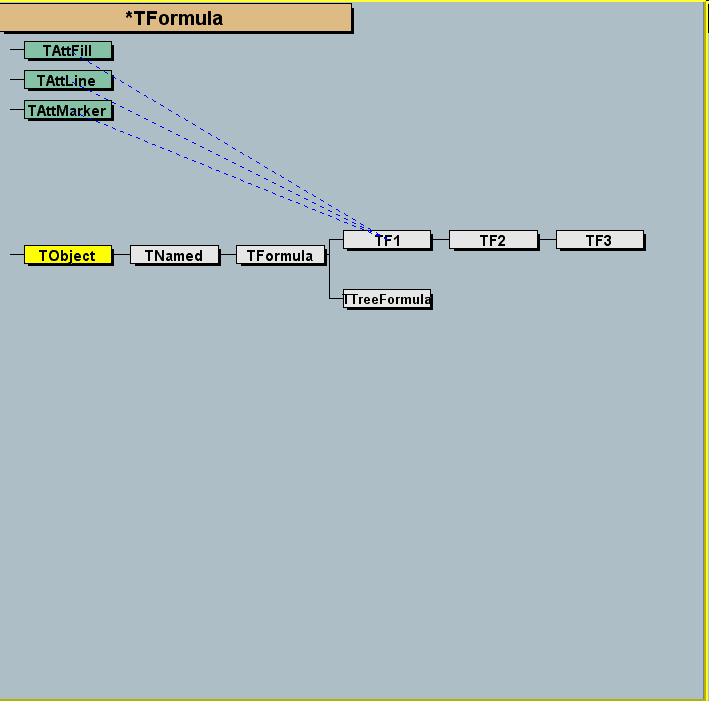 *TFormula
TAttFill
TAttLine
TAttMarker
TObject TNamed TFormula TF1 TF2 TF3
TTreeFormula